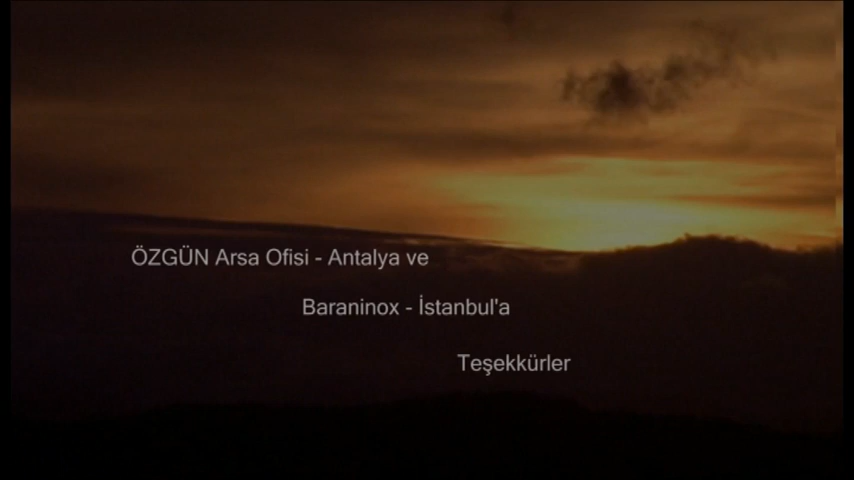 ÖZGÜN Arsa Ofisi - Antalya ve
Baraninox - İstanbul'a
Teşekkürler